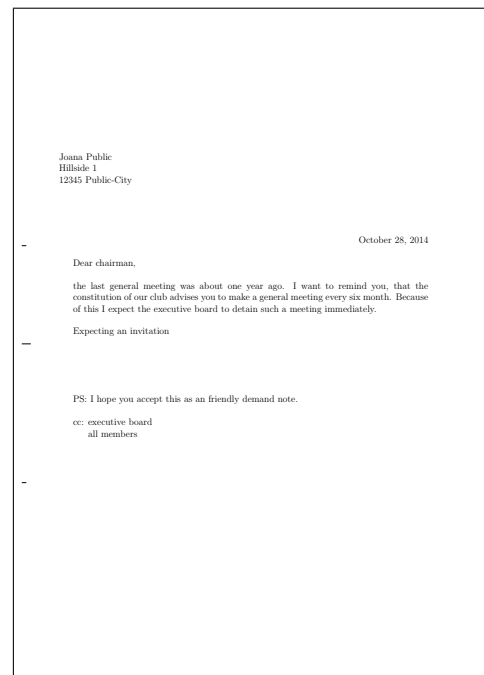 Joana Public
Hillside 1
12345 Public-City
October 28, 2014
Dear chairman,
the last general meeting was about one year ago. I want to remind you, that the
constitution of our club advises you to make a general meeting every six month. Because
of this I expect the executive board to detain such a meeting immediately.
Expecting an invitation
PS: I hope you accept this as an friendly demand note.
cc: executive board
all members